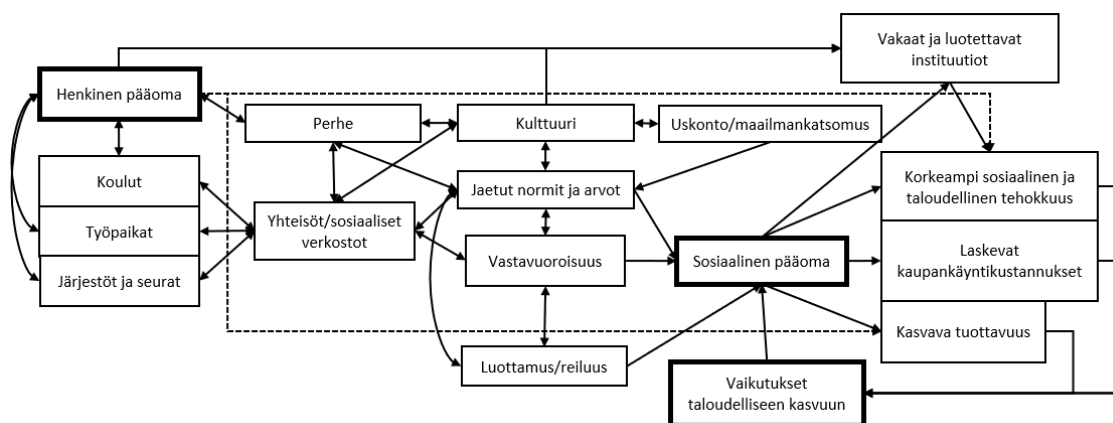 Vakaat ja luotettavat
instituutiot
Henkinen pääoma
Perhe
Kulttuuri
Uskonto/maailmankatsomus
Koulut
Jaetut normit ja arvot
Korkeampi sosiaalinen ja
taloudellinen tehokkuus
Työpaikat
Yhteisöt/sosiaaliset
verkostot
Vastavuoroisuus
Sosiaalinen pääoma
Laskevat
kaupankäyntikustannukset
Järjestöt ja seurat
Kasvava tuottavuus
Luottamus/reiluus
Vaikutukset
taloudelliseen kasvuun